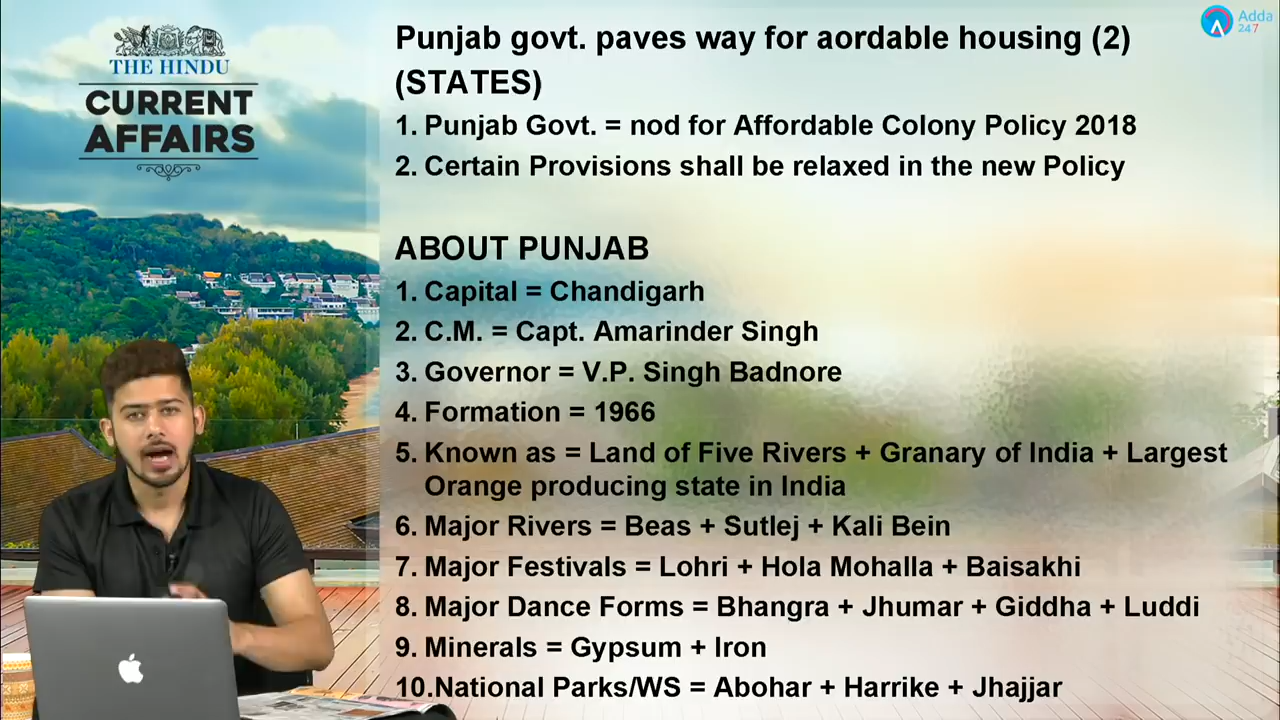 THE HINDU
CURRENT
AFFAIRS
Adda
247
Punjab govt. paves way for aordable housing (2)
(STATES)
1. Punjab Govt. = nod for Affordable Colony Policy 2018
2. Certain Provisions shall be relaxed in the new Policy
ABOUT PUNJAB
1. Capital = Chandigarh
2. C.M. = Capt. Amarinder Singh
3. Governor = V.P. Singh Badnore
4. Formation = 1966
5. Known as = Land of Five Rivers + Granary of India + Largest
Orange producing state in India
6. Major Rivers = Beas + Sutlej + Kali Bein
7. Major Festivals = Lohri + Hola Mohalla + Baisakhi
8. Major Dance Forms = Bhangra + Jhumar + Giddha + Luddi
9. Minerals = Gypsum + Iron
10.National Parks/WS = Abohar + Harrike + Jhajjar